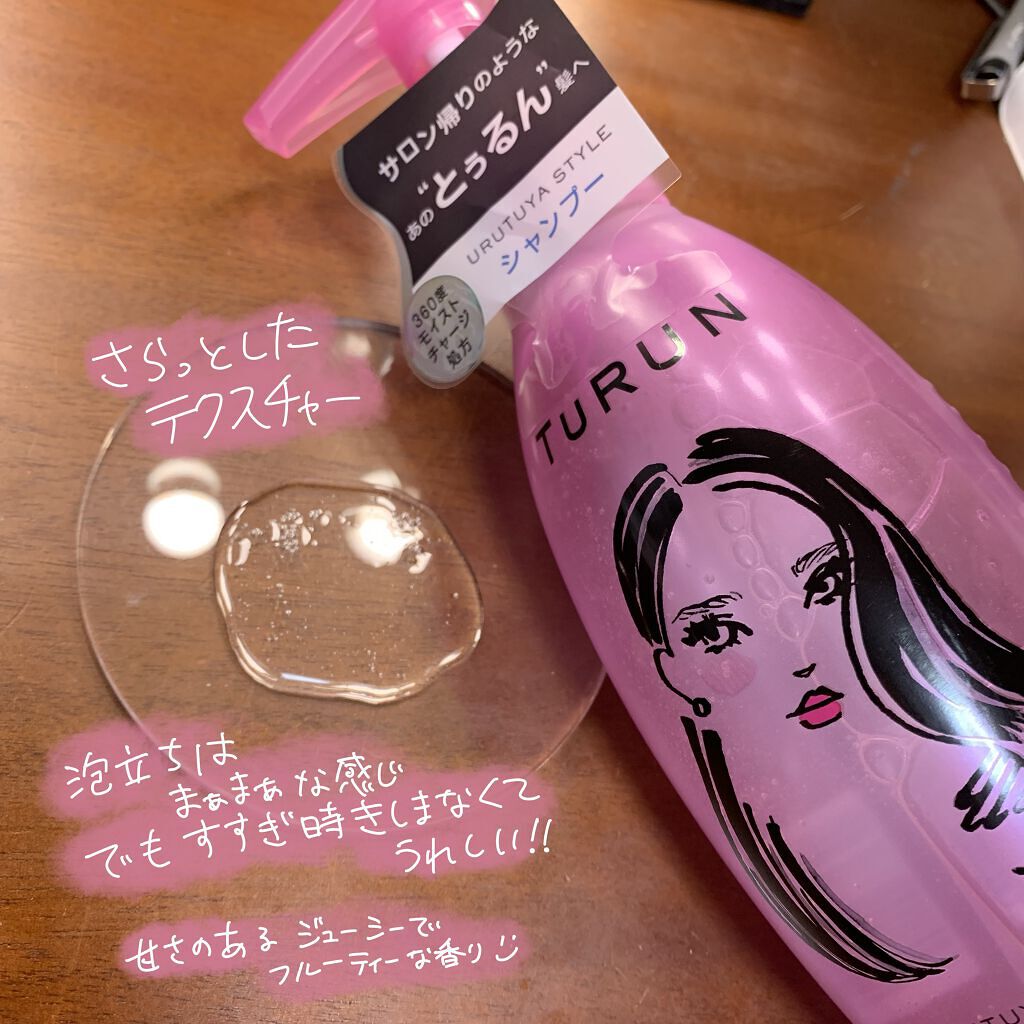 サロン帰りのような
あの“とぅるん”髪へ
URUTUYA STYLE
シャンプー
360度
モイスト
チャージ
処方
TURUN
さらっとした
テクスチャー
泡立ちは
まぁまぁな感じ
でもすすぎ時きしまなくて
うれしい!!
甘さのある ジューシーで
フルーティーな香り